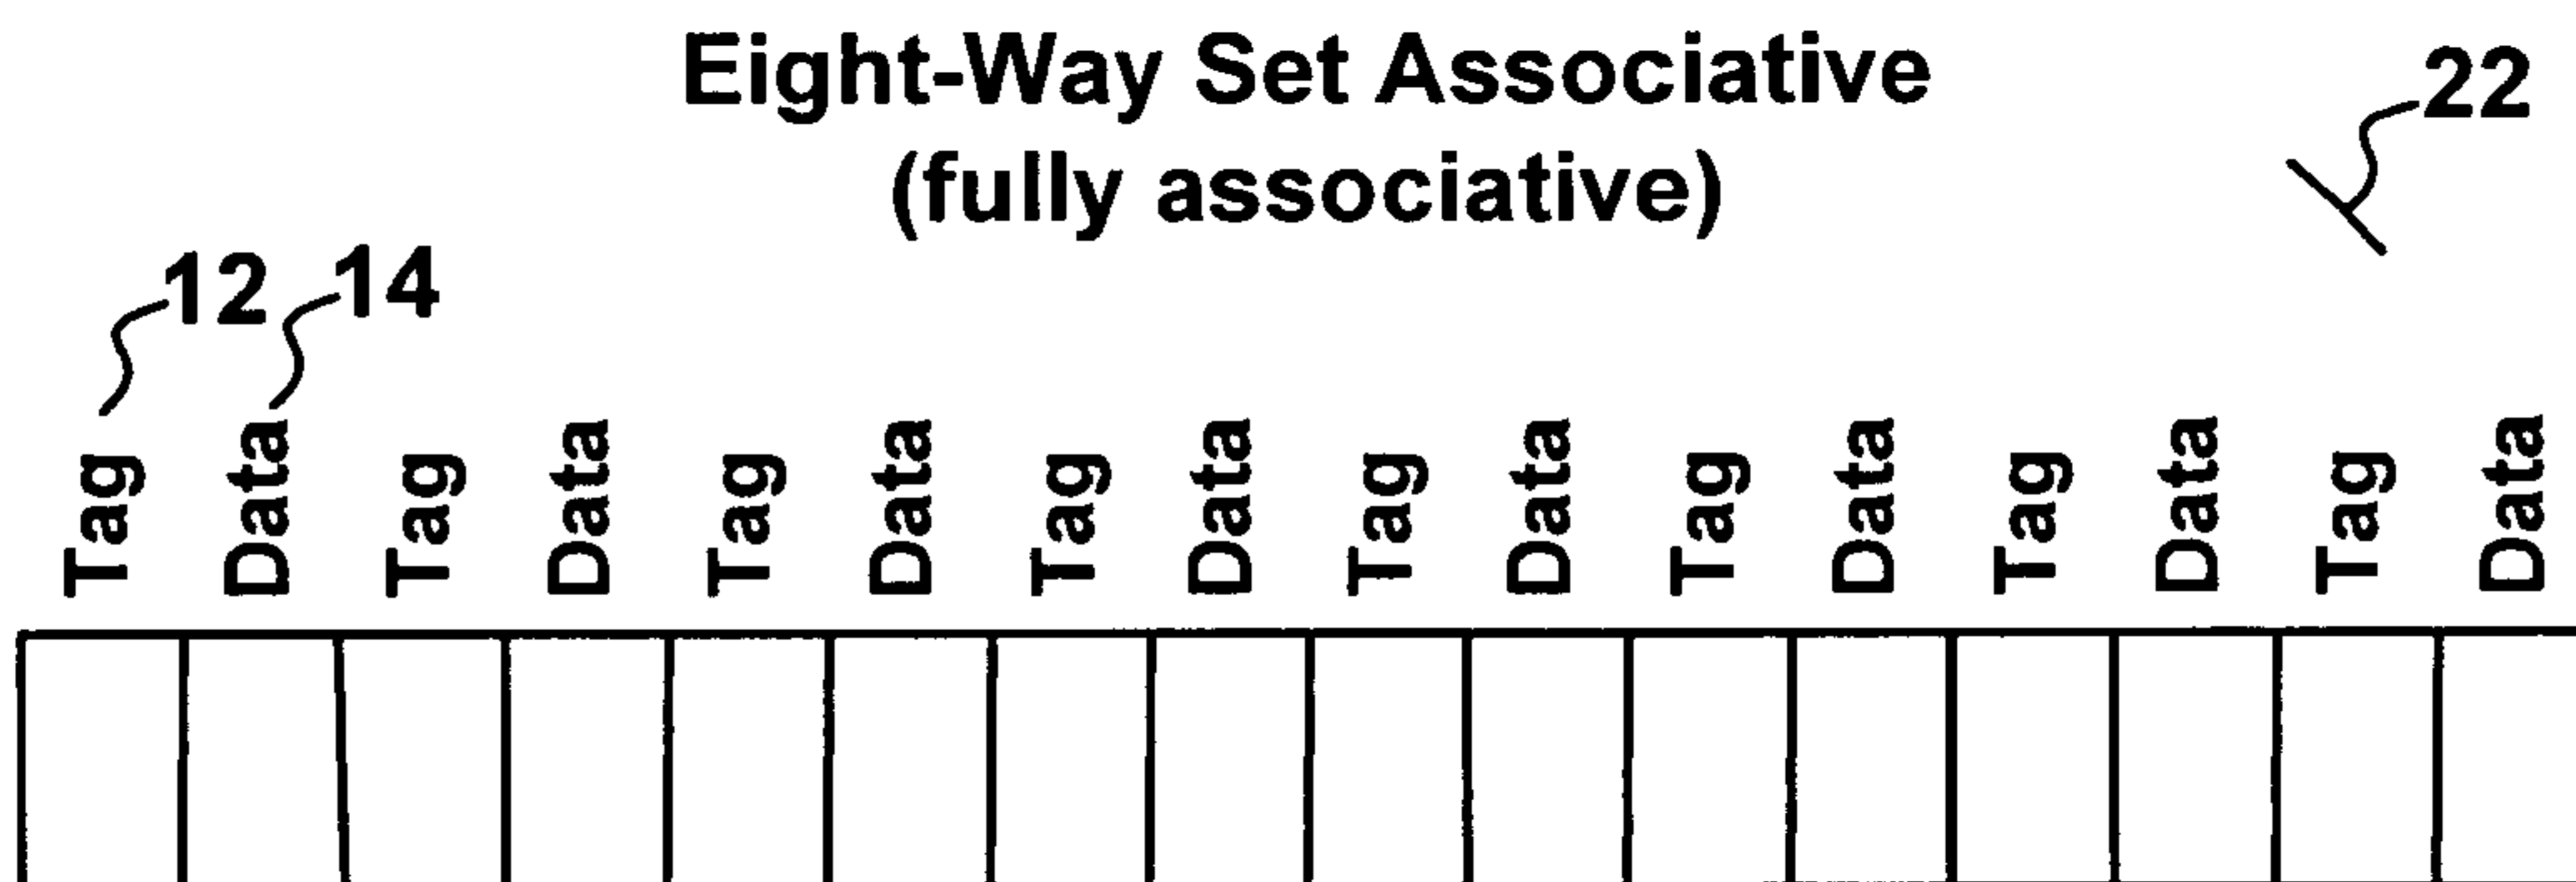 Eight-Way Set Associative
(fully associative)
22
12 14
Tag Data Tag Data Tag Data Tag Data Tag Data Tag Data Tag Data Tag Data